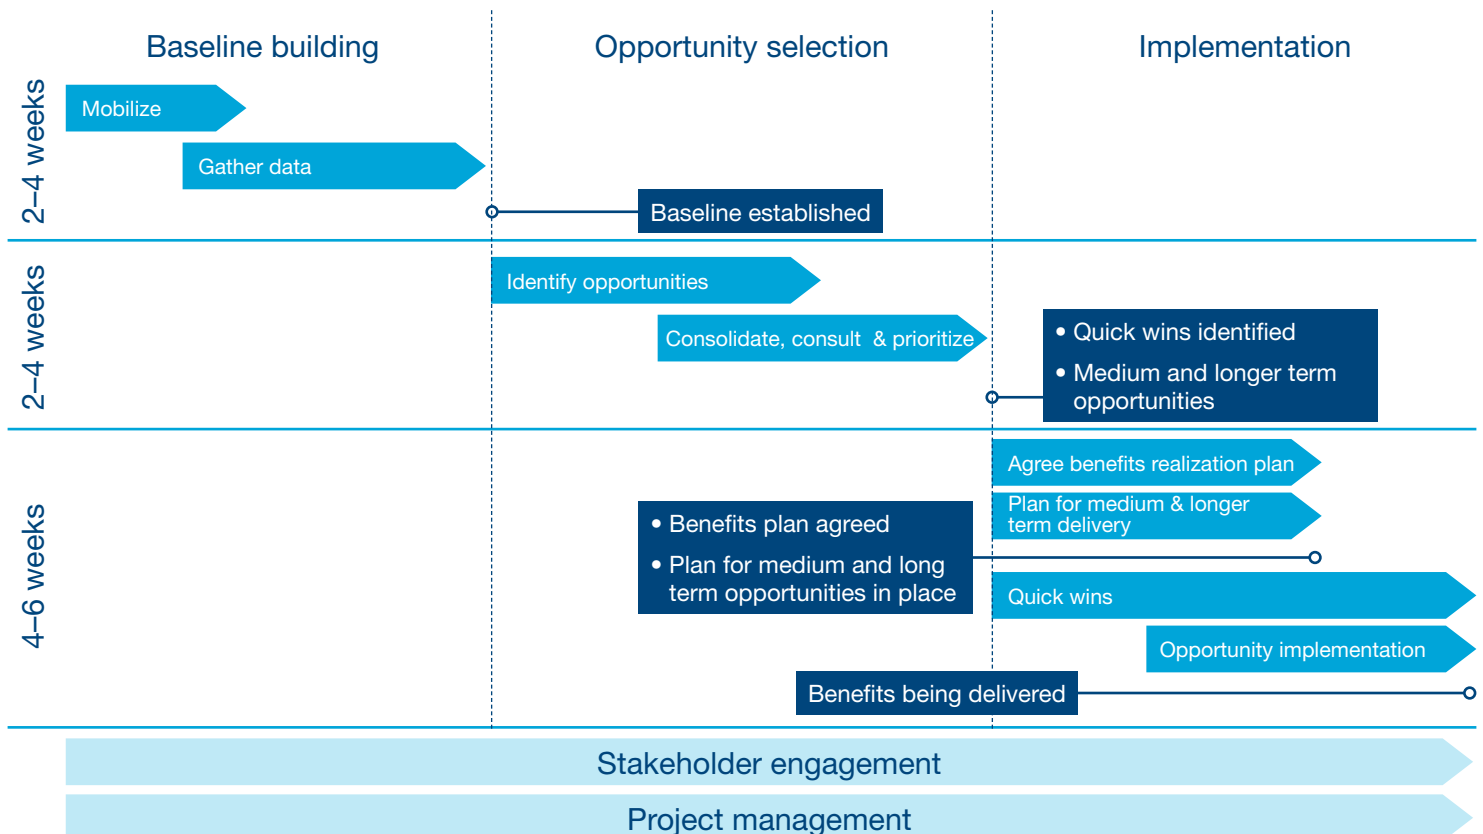 Baseline building
Opportunity selection
Implementation
2–4 weeks
Mobilize
Gather data
Baseline established
2–4 weeks
Identify opportunities
Consolidate, consult & prioritize
• Quick wins identified
• Medium and longer term
opportunities
4–6 weeks
Agree benefits realization plan
Plan for medium & longer
term delivery
• Benefits plan agreed
• Plan for medium and long
term opportunities in place
Quick wins
Opportunity implementation
Benefits being delivered
Stakeholder engagement
Project management